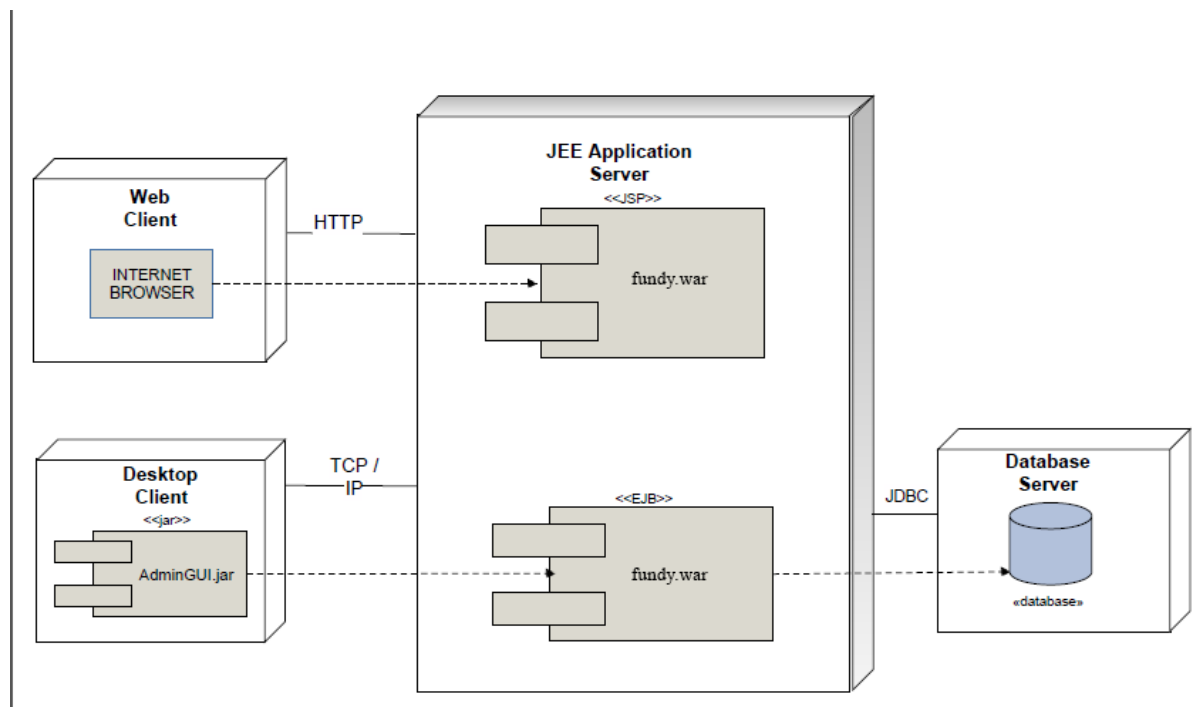 JEE Application
Server
<<JSP>>
Web
Client
HTTP
INTERNET
BROWSER
fundy.war
Desktop
Client
<<jar>>
TCP /
IP
AdminGUI.jar
<<EJB>>
fundy.war
JDBC
Database
Server
«database»